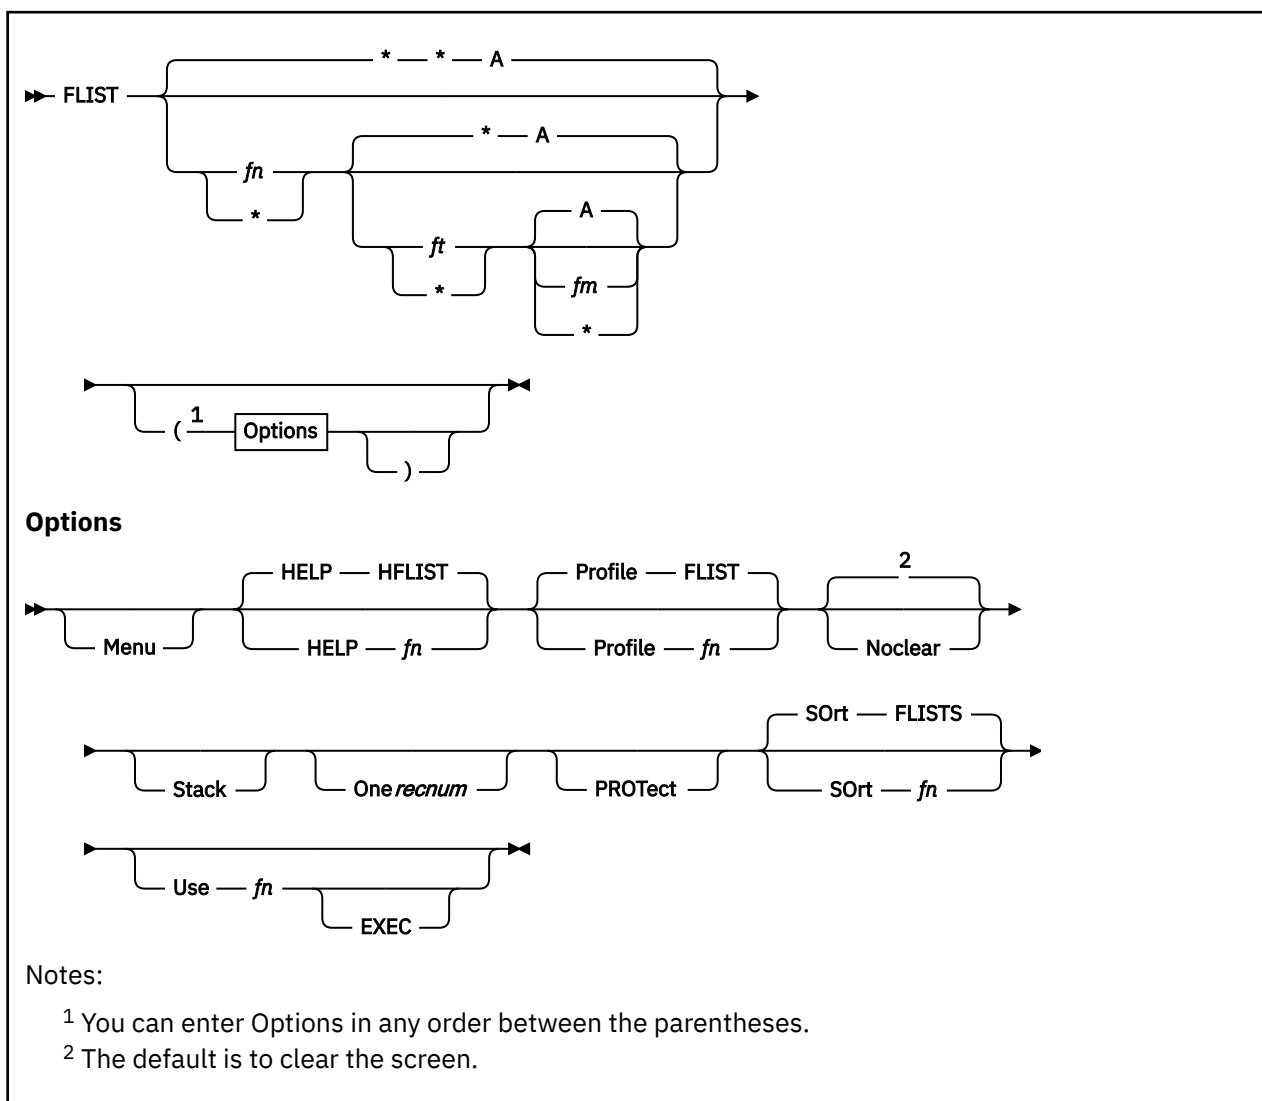 * * A
FLIST
* A
fn
*
A
ft
*
fm
*
( 1 Options
)
Options
2
HELP HFLIST Profile FLIST
Menu HELP fn Profile fn Noclear
SOrt FLISTS
Stack One recnum PROTect SOrt fn
Use fn
EXEC
Notes:
1 You can enter Options in any order between the parentheses.
2 The default is to clear the screen.